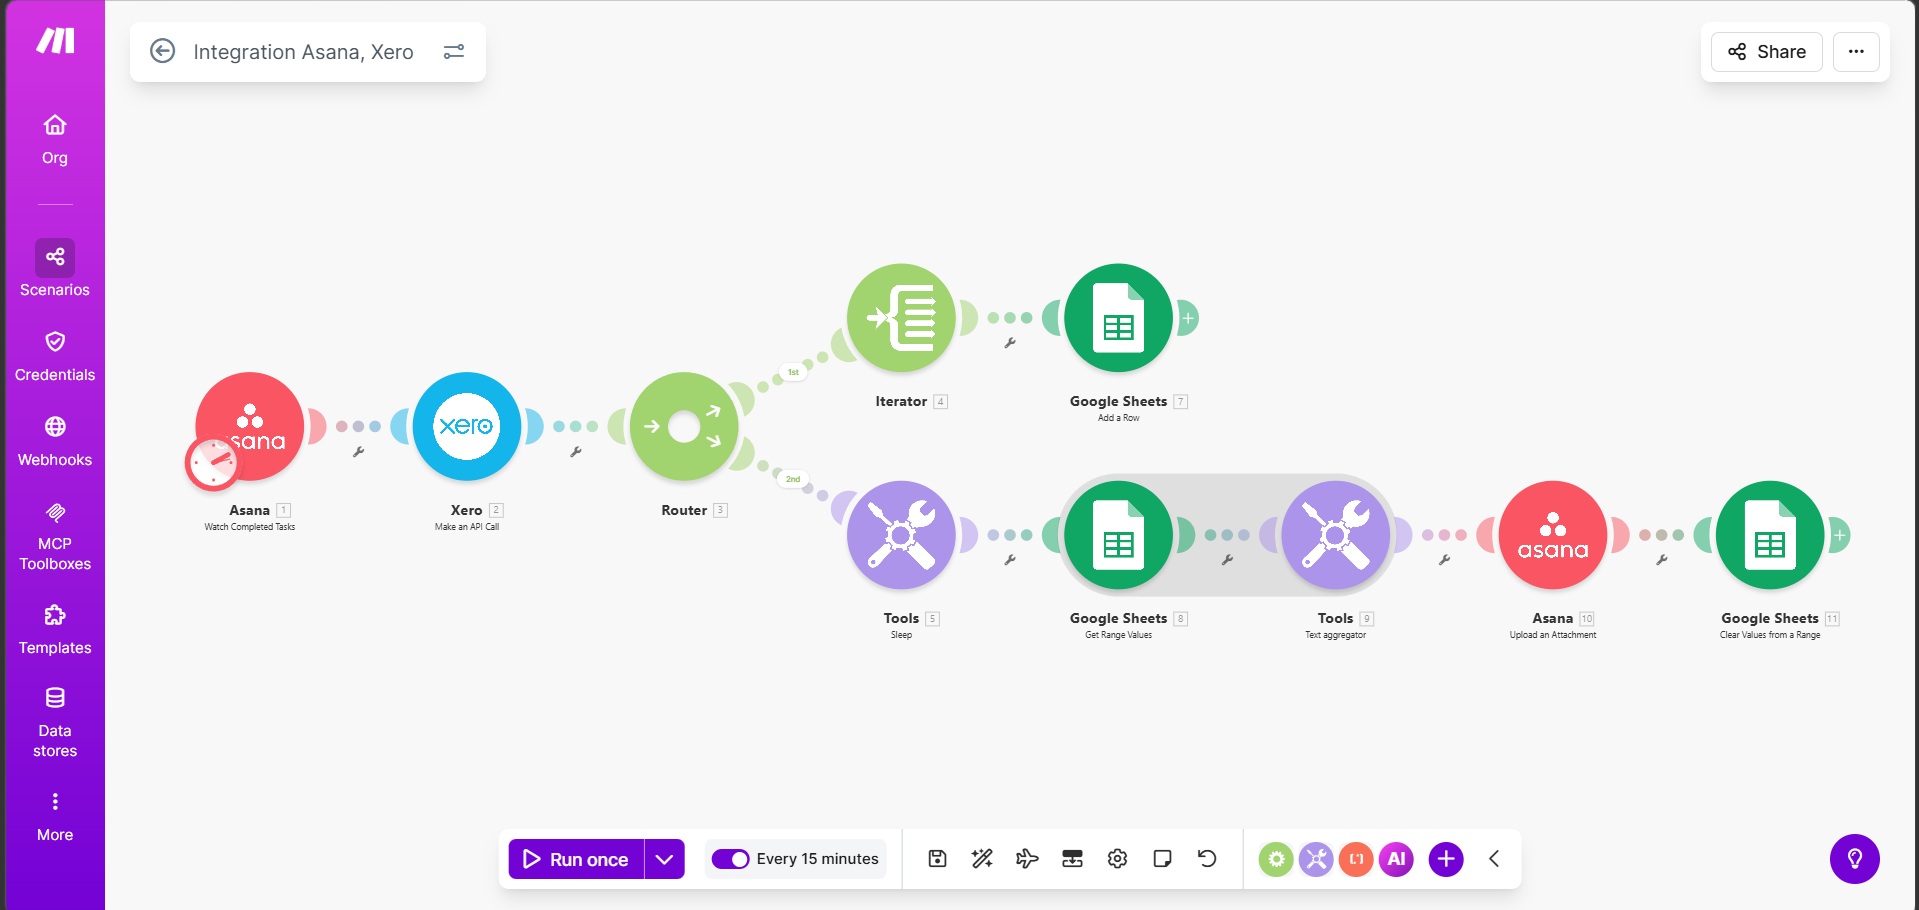 Integration Asana, Xero
Share
Org
Scenarios
Credentials
Webhooks
MCP
Toolboxes
Templates
Data
stores
More
1st
Iterator 4
Google Sheets 7
Add a Row
asana
xero
Asana 1
Watch Completed Tasks
Xero 2
Make an API Call
Router 3
2nd
asana
Tools 5
Sleep
Google Sheets 8
Get Range Values
Tools 9
Text aggregator
Asana 10
Upload an Attachment
Google Sheets 11
Clear Values from a Range
Run once
Every 15 minutes
AI